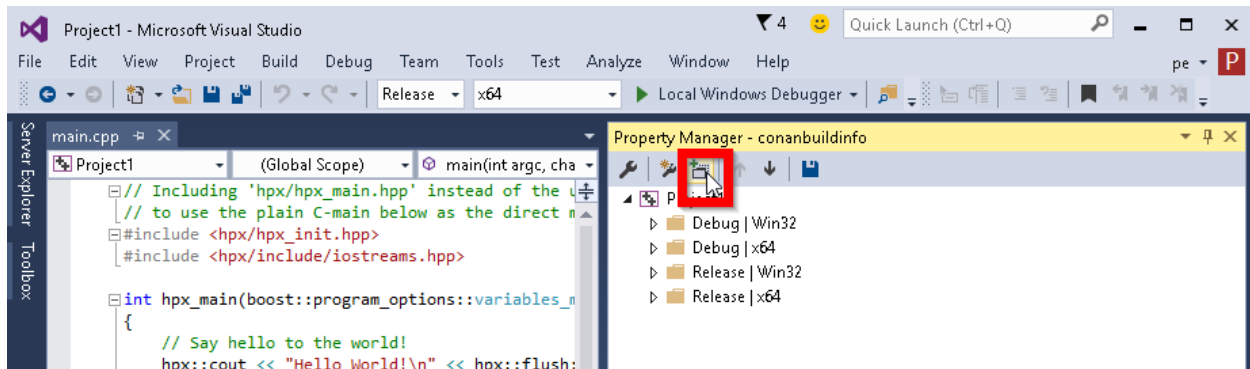 Project1 - Microsoft Visual Studio
4
Quick Launch (Ctrl+Q)
File Edit View Project Build Debug Team Tools Test Analyze Window Help
pe
P
Release
x64
Local Windows Debugger
Server Explorer
Toolbox
main.cpp
Project1
(Global Scope)
main(int argc, cha
// Including 'hpx/hpx_main.hpp' instead of the
// to use the plain C-main below as the direct
#include <hpx/hpx_init.hpp>
#include <hpx/include/iostreams.hpp>
int hpx_main(boost::program_options::variables_
{
// Say hello to the world!
hpx::cout << "Hello World!\n" << hpx::flush;
Property Manager - conanbuildinfo
Debug | Win32
Debug | x64
Release | Win32
Release | x64